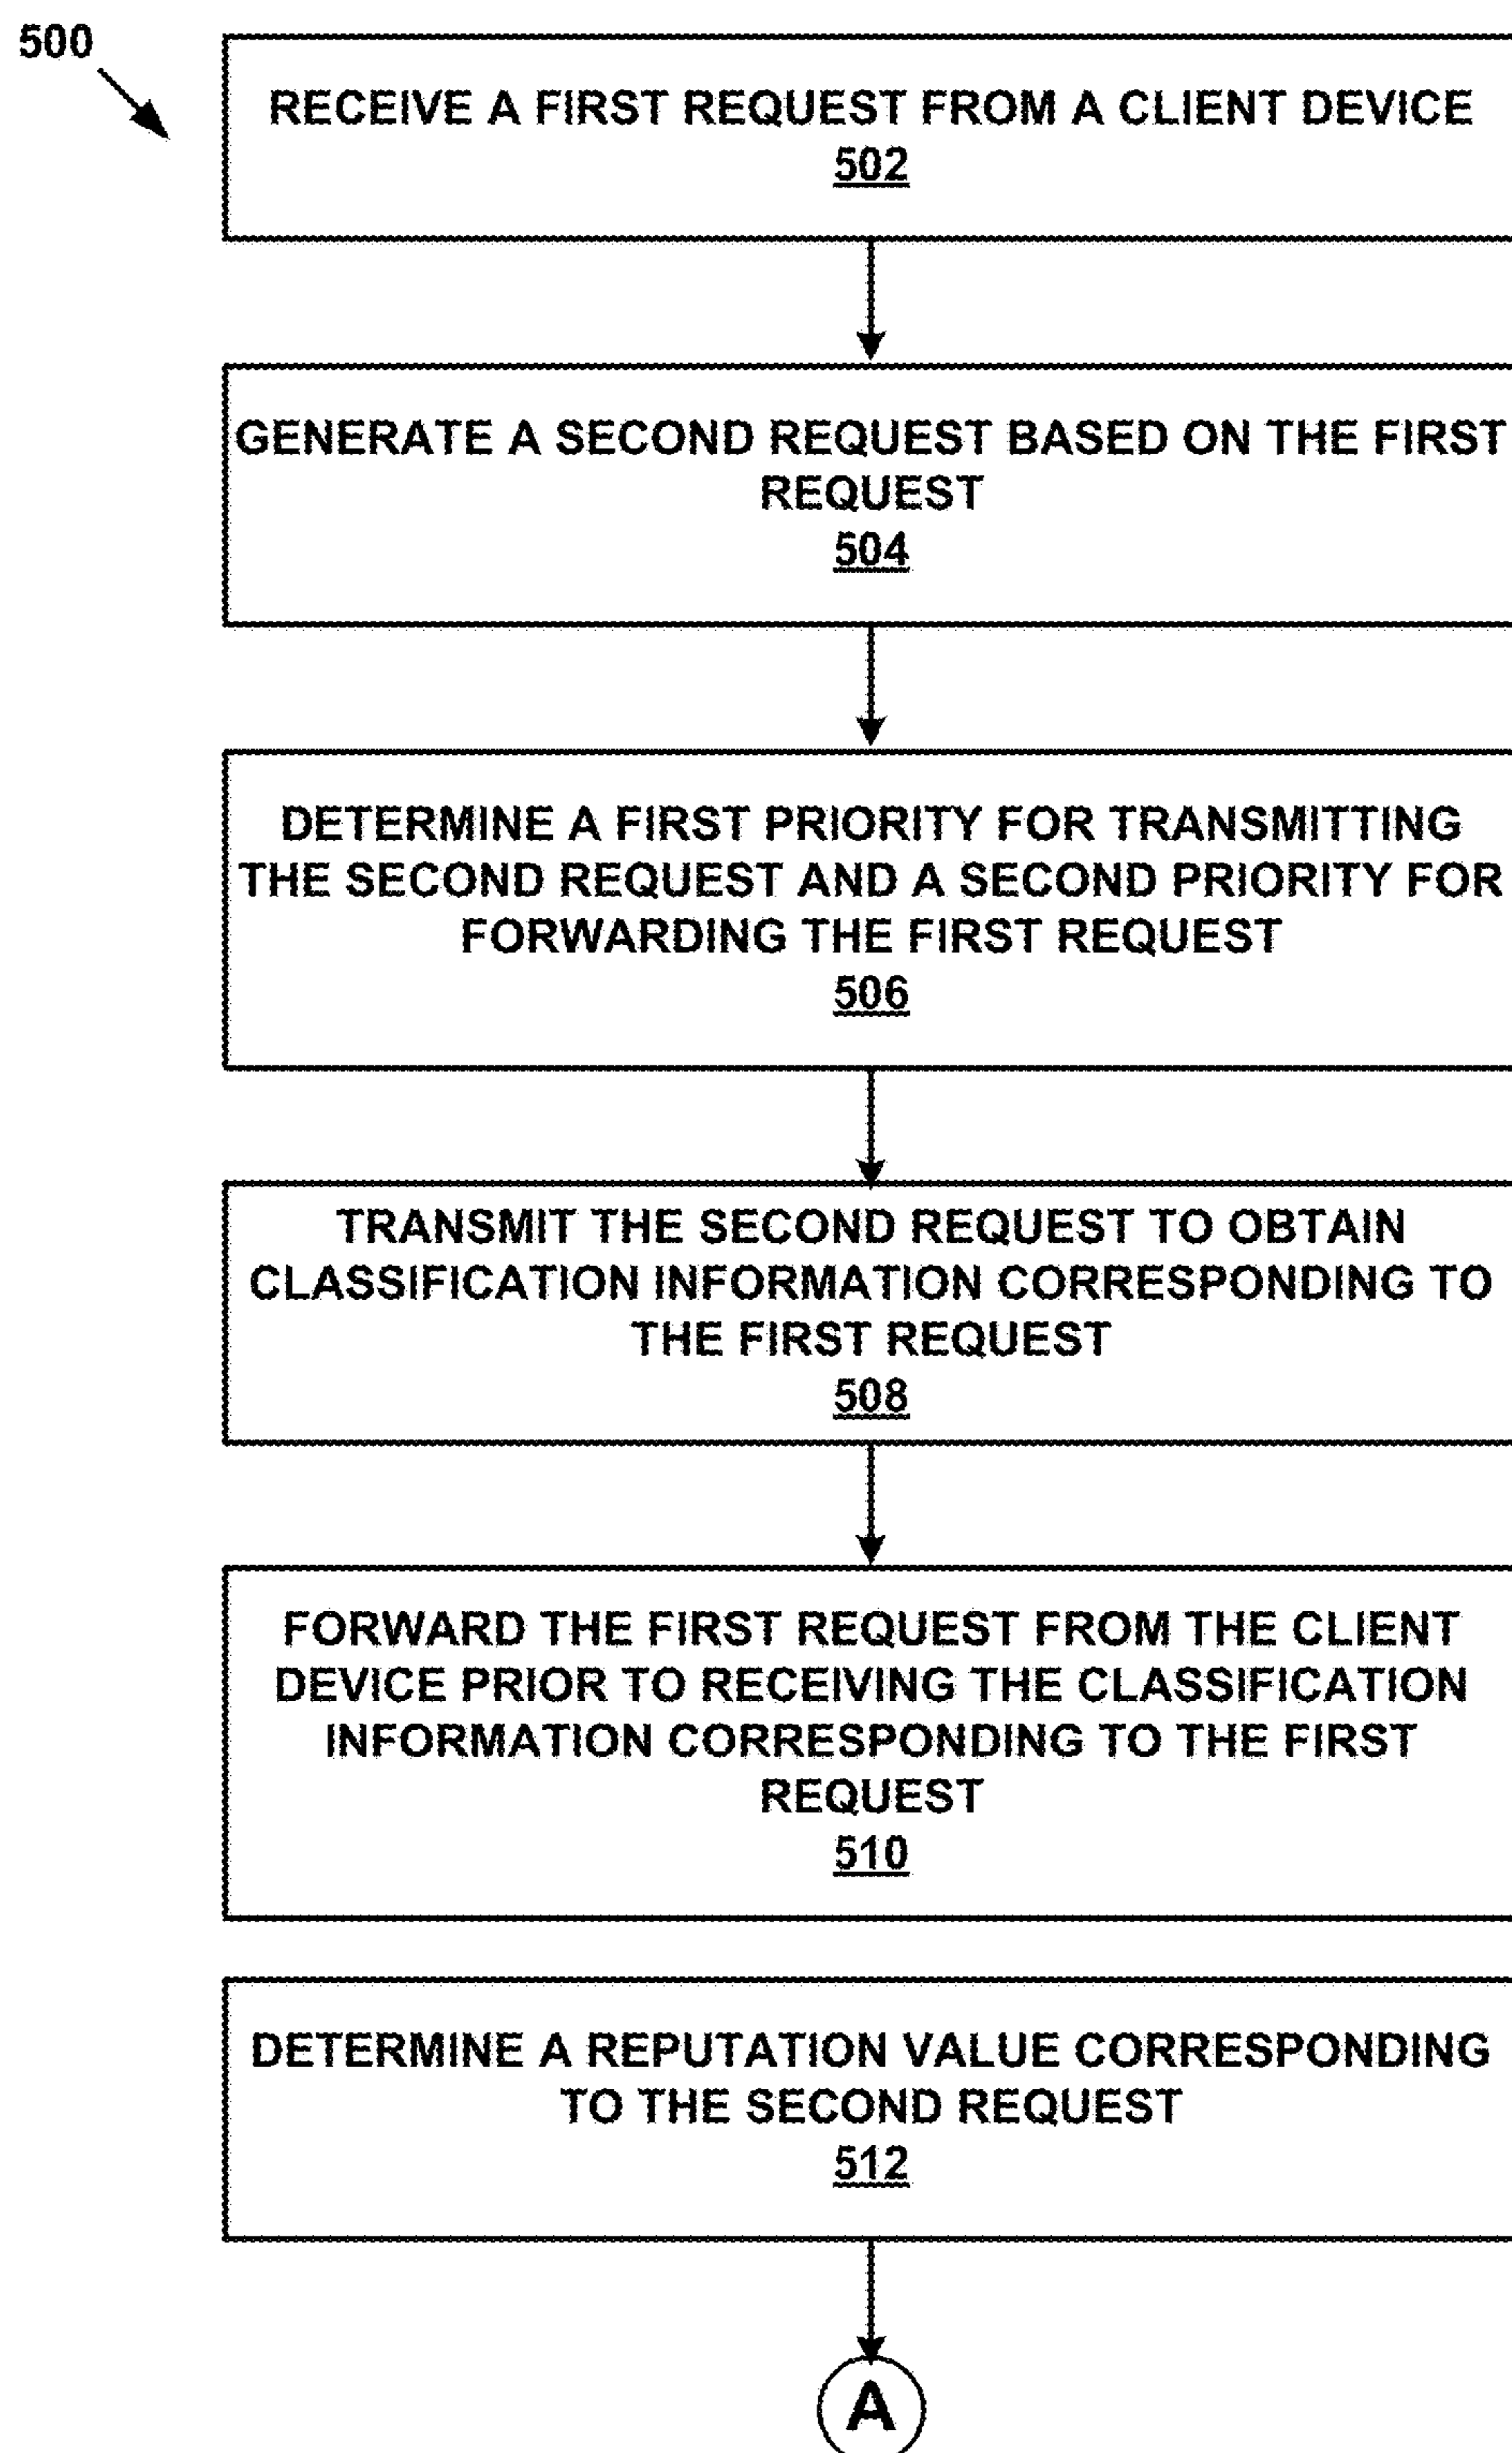 500
RECEIVE A FIRST REQUEST FROM A CLIENT DEVICE
502
GENERATE A SECOND REQUEST BASED ON THE FIRST
REQUEST
504
DETERMINE A FIRST PRIORITY FOR TRANSMITTING
THE SECOND REQUEST AND A SECOND PRIORITY FOR
FORWARDING THE FIRST REQUEST
506
TRANSMIT THE SECOND REQUEST TO OBTAIN
CLASSIFICATION INFORMATION CORRESPONDING TO
THE FIRST REQUEST
508
FORWARD THE FIRST REQUEST FROM THE CLIENT
DEVICE PRIOR TO RECEIVING THE CLASSIFICATION
INFORMATION CORRESPONDING TO THE FIRST
REQUEST
510
DETERMINE A REPUTATION VALUE CORRESPONDING
TO THE SECOND REQUEST
512
A